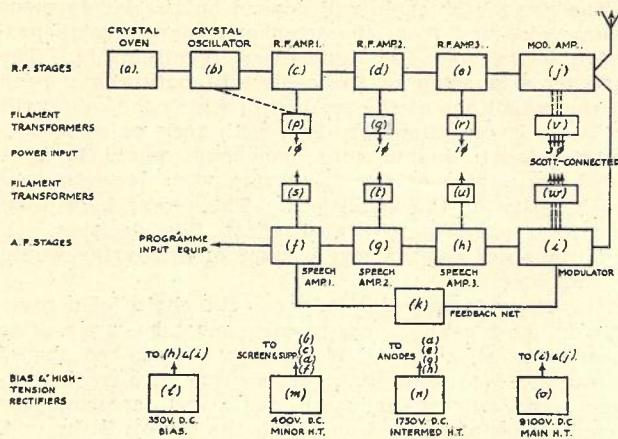 CRYSTAL OVEN
CRYSTAL OSCILLATOR
R.F. AMP.1.
R.F. AMP.2.
R.F. AMP.3.
MOD. AMP.
R.F. STAGES
(a).
(b)
(c)
(d)
(e)
(j)
FILAMENT TRANSFORMERS
(p)
(q)
(r)
(v)
POWER INPUT
1φ
1φ
1φ
3φ
SCOTT-CONNECTED
FILAMENT TRANSFORMERS
(s)
(t)
(u)
(w)
A.F. STAGES
PROGRAMME INPUT EQUIP.
(f)
(g)
(h)
(i)
SPEECH AMP.1.
SPEECH AMP.2.
SPEECH AMP.3.
MODULATOR
(k)
FEEDBACK NET
BIAS & HIGH-TENSION RECTIFIERS
TO (h) & (i)
(l)
350V. D.C. BIAS.
TO SCREEN & SUPP.
(b)
(c)
(d)
(f)
(m)
400V. D.C. MINOR H.T.
TO ANODES
(d)
(e)
(g)
(h)
(n)
1750V. D.C. INTERMED H.T.
TO (i) & (j).
(o)
9100V. D.C. MAIN H.T.